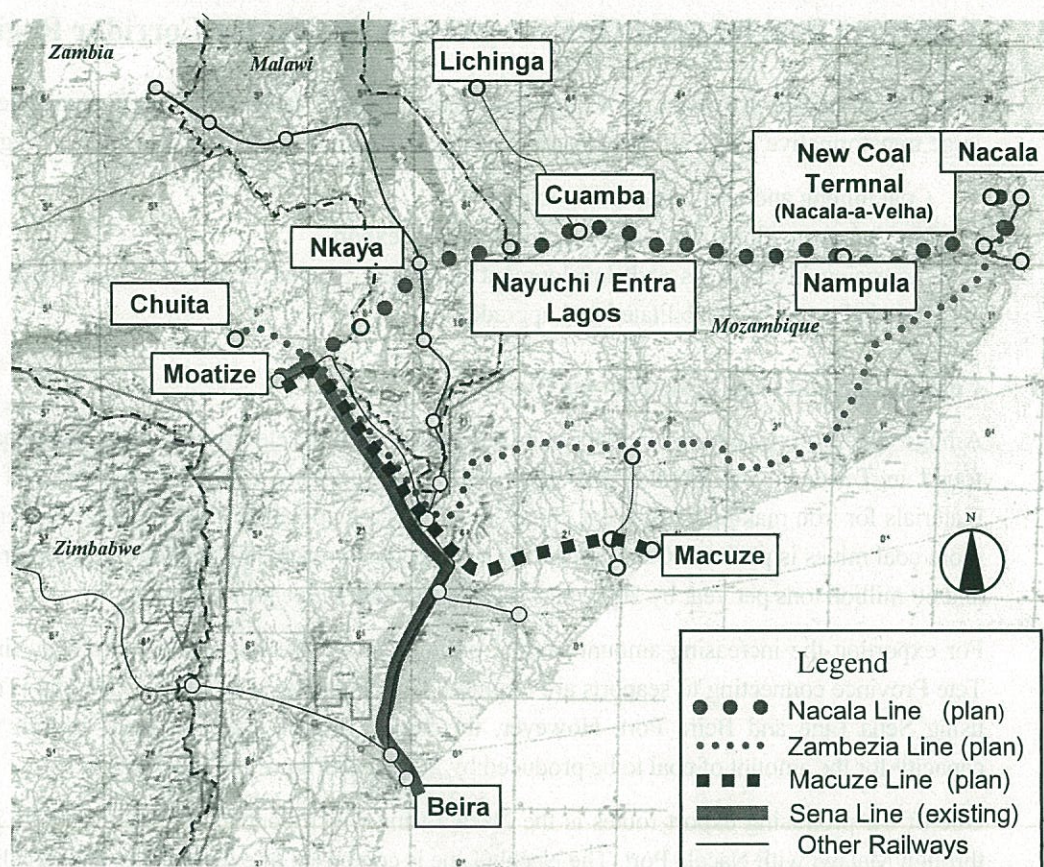 Zambia
Malawi
Lichinga
New Coal
Termnal
(Nacala-a-Velha)
Nacala
Cuamba
Nkaya
Nayuchi / Entra
Lagos
Nampula
Chuita
Mozambique
Moatize
Zimbabwe
Macuze
N
Beira
Legend
Nacala Line (plan)
Zambezia Line (plan)
Macuze Line (plan)
Sena Line (existing)
Other Railways